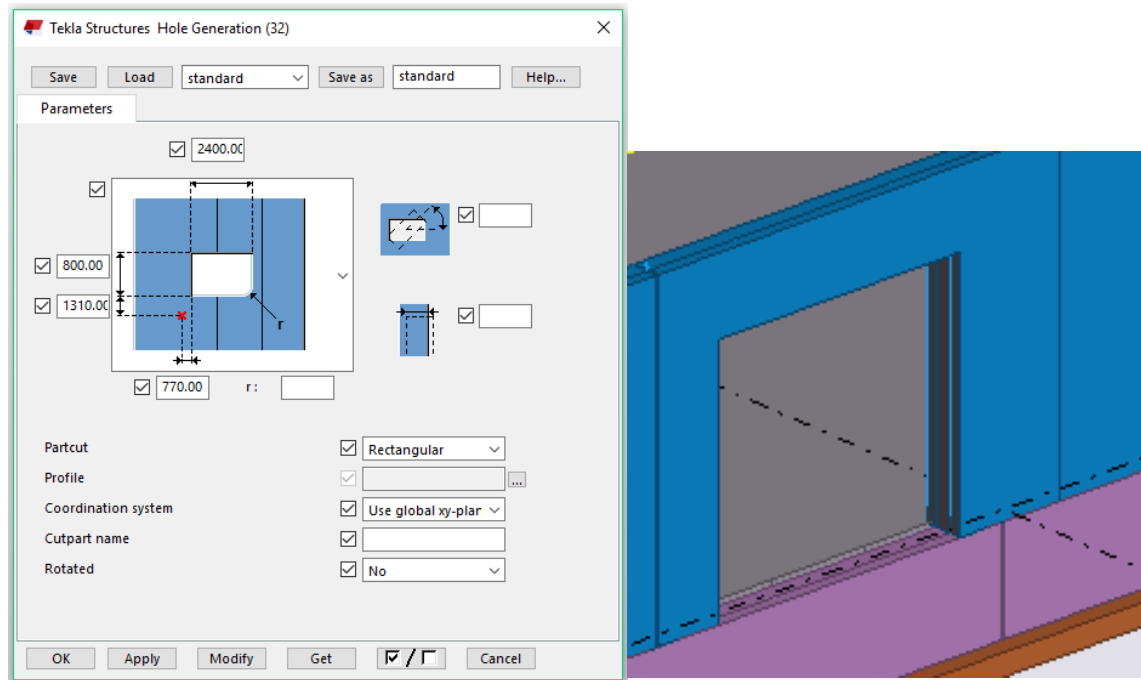 Tekla Structures Hole Generation (32)
Save Load standard Save as standard Help...
Parameters
2400.00
800.00
1310.00
r
770.00 r :
Partcut Rectangular
Profile ...
Coordination system Use global xy-plan
Cutpart name
Rotated No
OK Apply Modify Get / Cancel